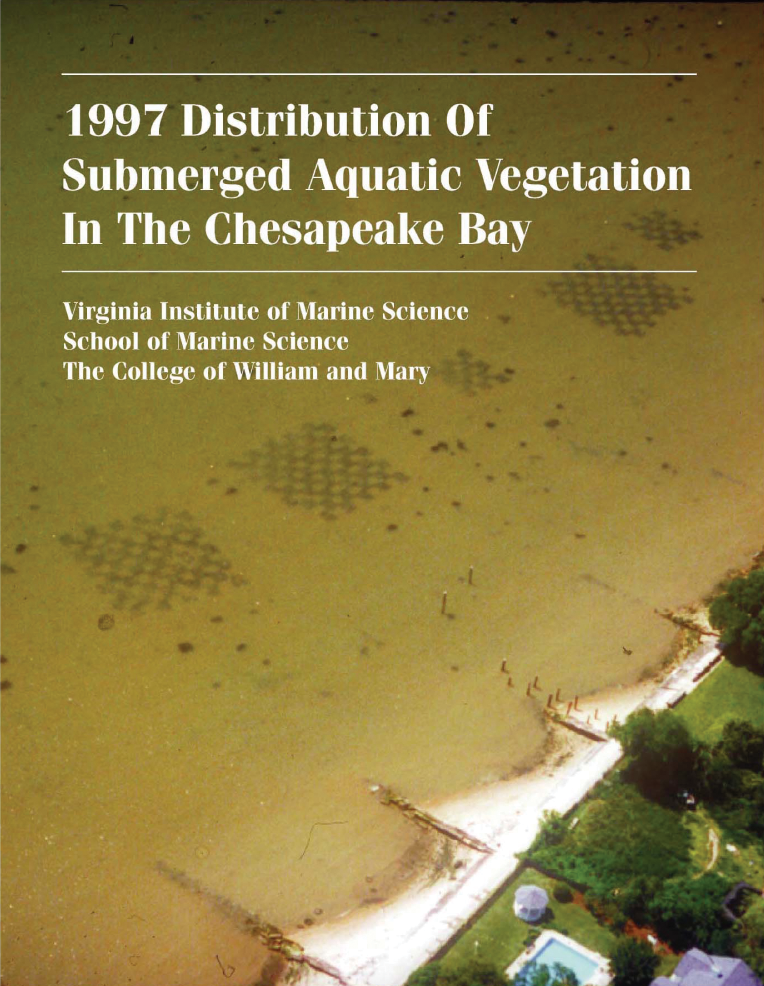 1997 Distribution Of
Submerged Aquatic Vegetation
In The Chesapeake Bay
Virginia Institute of Marine Science
School of Marine Science
The College of William and Mary